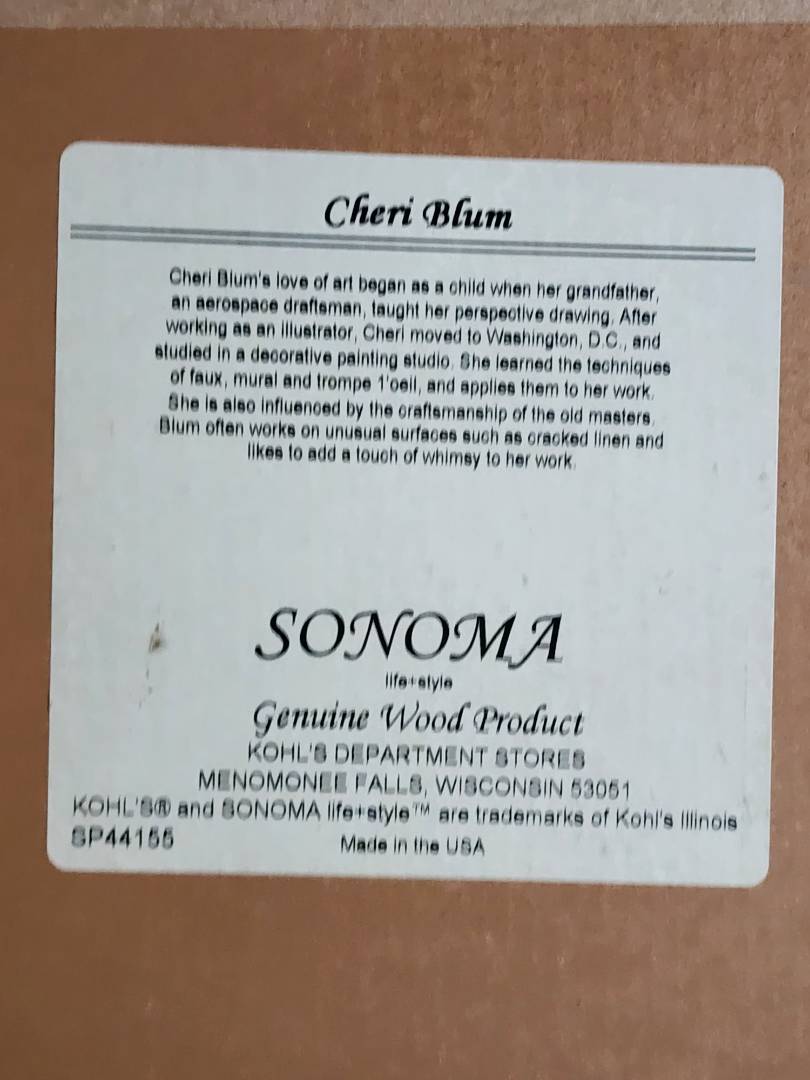 Cheri Blum
Cheri Blum's love of art began as a child when her grandfather,
an aerospace draftsman, taught her perspective drawing. After
working as an illustrator, Cheri moved to Washington, D.C., and
studied in a decorative painting studio. She learned the techniques
of faux, mural and trompe 1'oeil, and applies them to her work.
She is also influenced by the craftsmanship of the old masters.
Blum often works on unusual surfaces such as cracked linen and
likes to add a touch of whimsy to her work.
SONOMA
life+style
Genuine Wood Product
KOHL'S DEPARTMENT STORES
MENOMONEE FALLS, WISCONSIN 53051
KOHL'S® and SONOMA life+style™ are trademarks of Kohl's Illinois
SP44155 Made in the USA